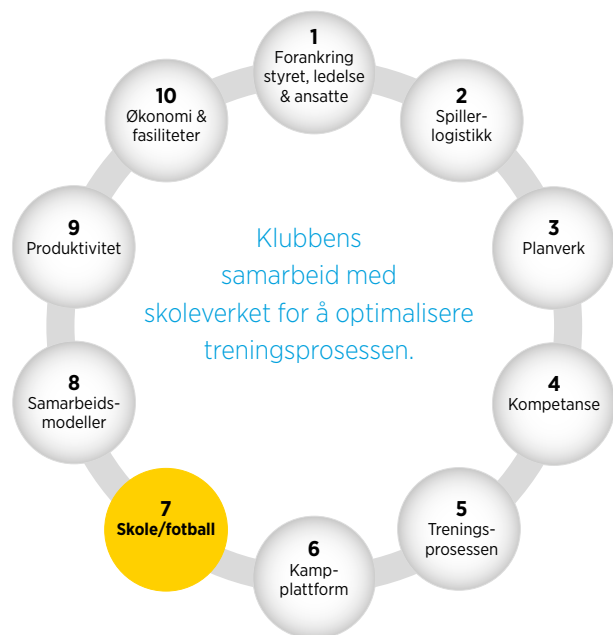 1
Forankring
styret, ledelse
& ansatte
2
Spiller-
logistikk
3
Planverk
4
Kompetanse
5
Trenings-
prosessen
6
Kamp-
plattform
7
Skole/fotball
8
Samarbeids-
modeller
9
Produktivitet
10
Økonomi &
fasiliteter
Klubbens
samarbeid med
skoleverket for å optimalisere
treningsprosessen.